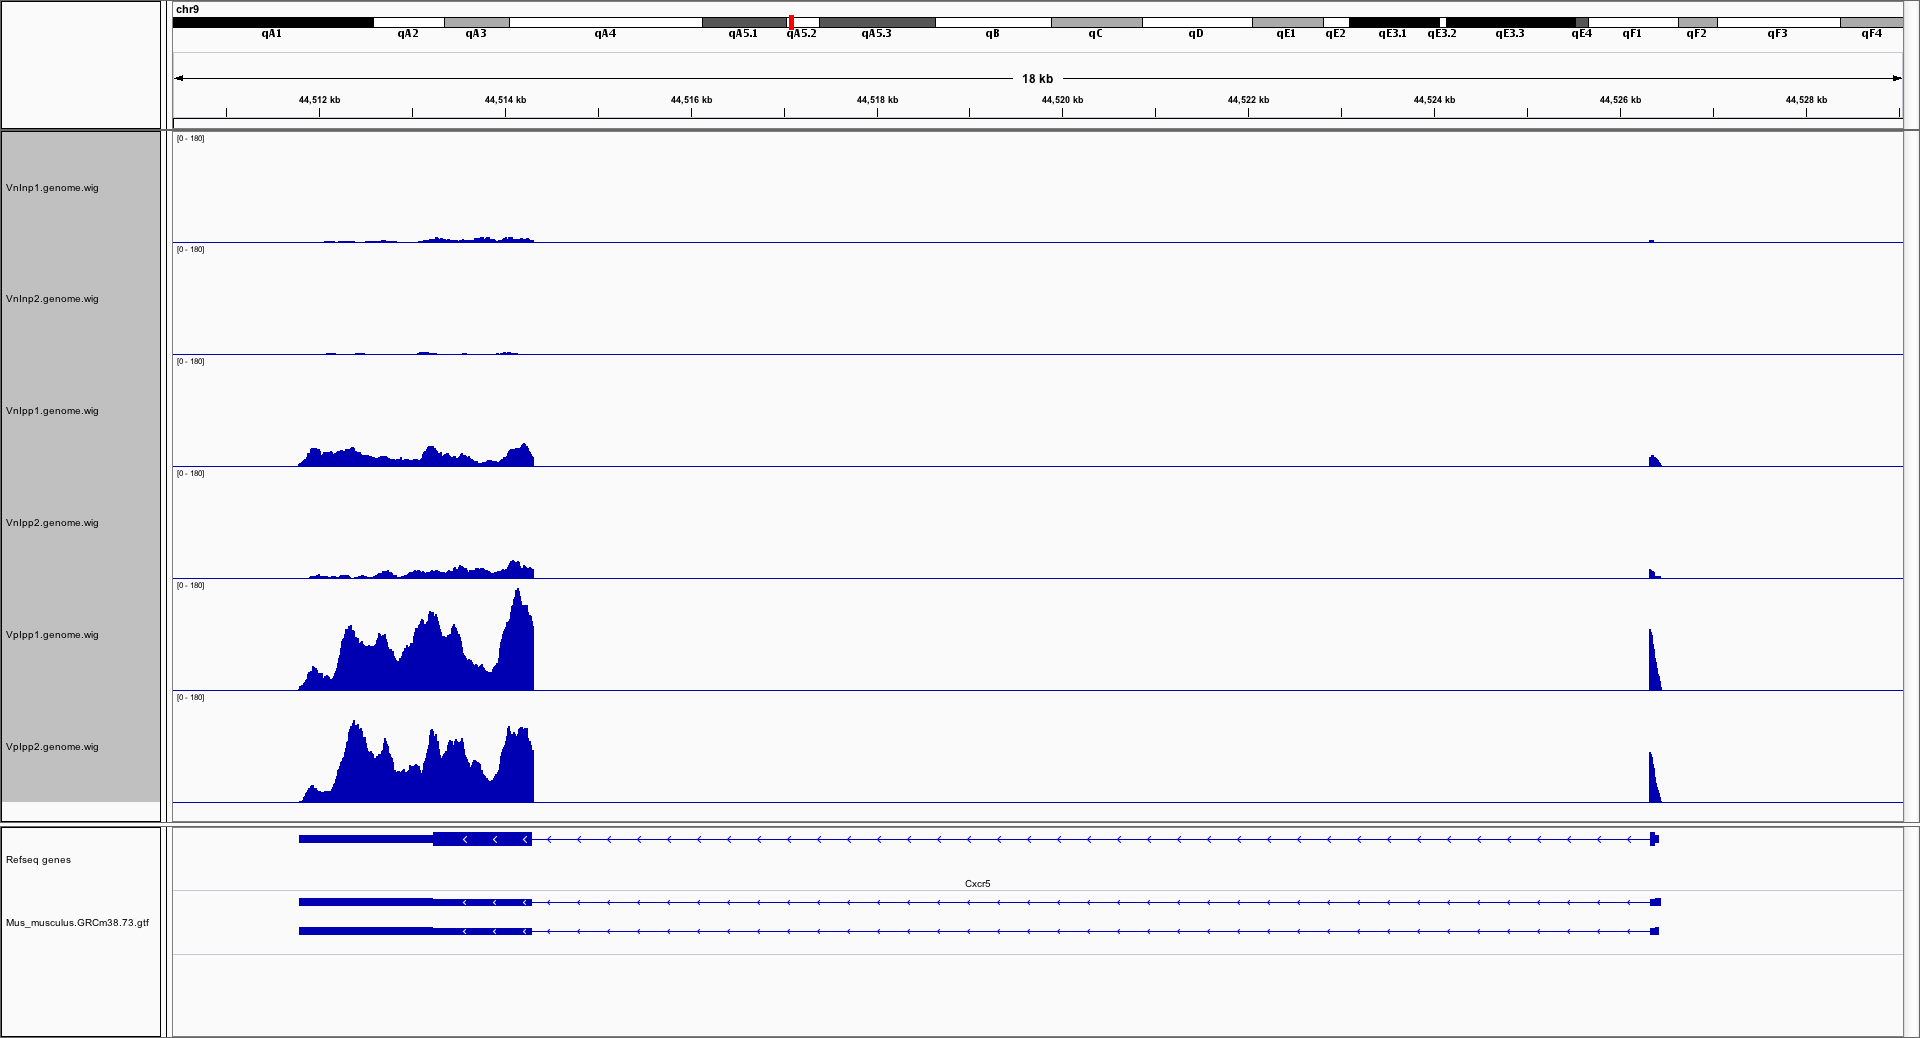 chr9
qA1 qA2 qA3 qA4 qA5.1 qA5.2 qA5.3 qB qC qD qE1 qE2 qE3.1 qE3.2 qE3.3 qE4 qF1 qF2 qF3 qF4
18 kb
44,512 kb 44,514 kb 44,516 kb 44,518 kb 44,520 kb 44,522 kb 44,524 kb 44,526 kb 44,528 kb
[0 - 180]
VnInp1.genome.wig
[0 - 180]
VnInp2.genome.wig
[0 - 180]
VnIpp1.genome.wig
[0 - 180]
VnIpp2.genome.wig
[0 - 180]
VpIpp1.genome.wig
[0 - 180]
VpIpp2.genome.wig
Refseq genes
Cxcr5
Mus_musculus.GRCm38.73.gtf